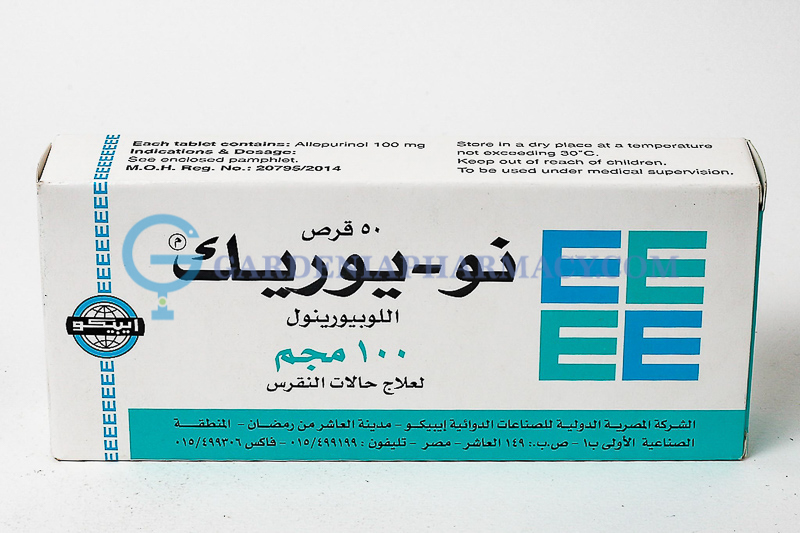 Each tablet contains: Allopurinol 100 mg
Indications & Dosage:
See enclosed pamphlet.
M.O.H. Reg. No.: 20795/2014
Store in a dry place at a temperature
not exceeding 30°C.
Keep out of reach of children.
To be used under medical supervision.
٥٠ قرص
نو-يوريك م
GARDENIAPHARMACY.COM
اللوبيورينول
١٠٠ مجم
لعلاج حالات النقرس
ايبيكو
EE
EE
الشركة المصرية الدولية للصناعات الدوائية إيبيكو - مدينة العاشر من رمضان - المنطقة
الصناعية الأولى ب١ - ص.ب.: ١٤٩ العاشر - مصر - تليفون : ٠١٥/٤٩٩١٩٩ - فاكس ٠١٥/٤٩٩٣٠٦